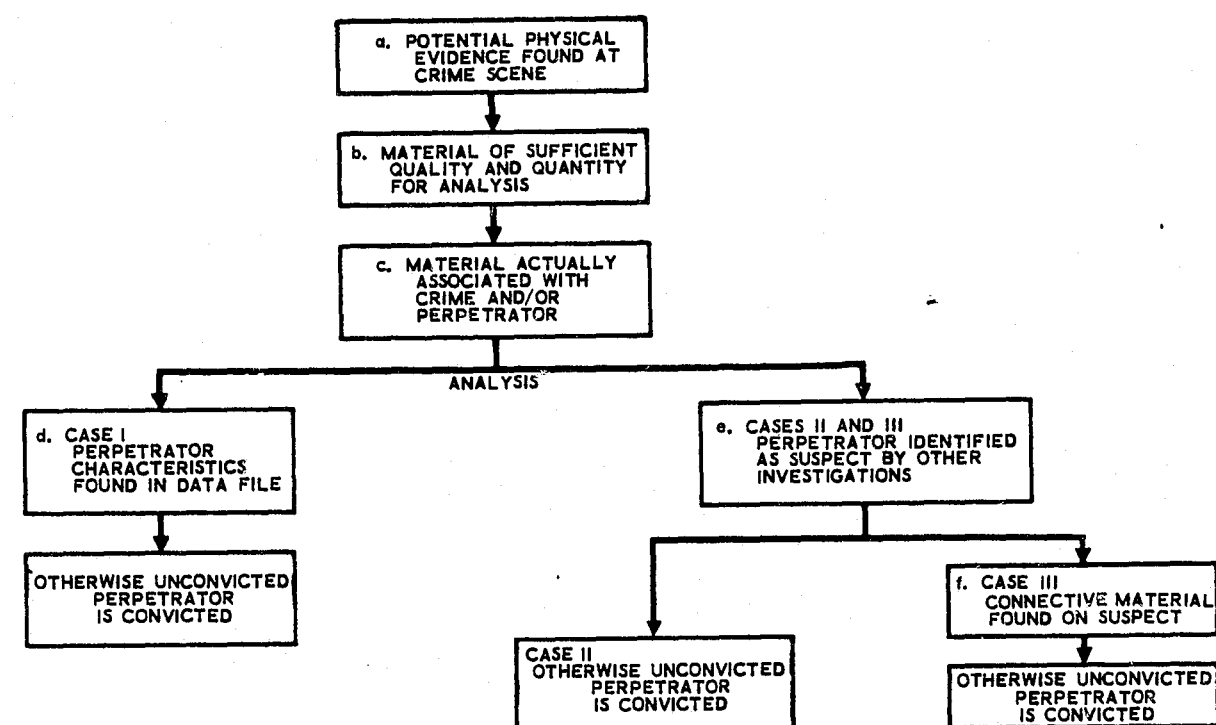 a. POTENTIAL PHYSICAL
EVIDENCE FOUND AT
CRIME SCENE
b. MATERIAL OF SUFFICIENT
QUALITY AND QUANTITY
FOR ANALYSIS
c. MATERIAL ACTUALLY
ASSOCIATED WITH
CRIME AND/OR
PERPETRATOR
ANALYSIS
d. CASE I
PERPETRATOR
CHARACTERISTICS
FOUND IN DATA FILE
OTHERWISE UNCONVICTED
PERPETRATOR
IS CONVICTED
e. CASES II AND III
PERPETRATOR IDENTIFIED
AS SUSPECT BY OTHER
INVESTIGATIONS
CASE II
OTHERWISE UNCONVICTED
PERPETRATOR
IS CONVICTED
f. CASE III
CONNECTIVE MATERIAL
FOUND ON SUSPECT
OTHERWISE UNCONVICTED
PERPETRATOR
IS CONVICTED